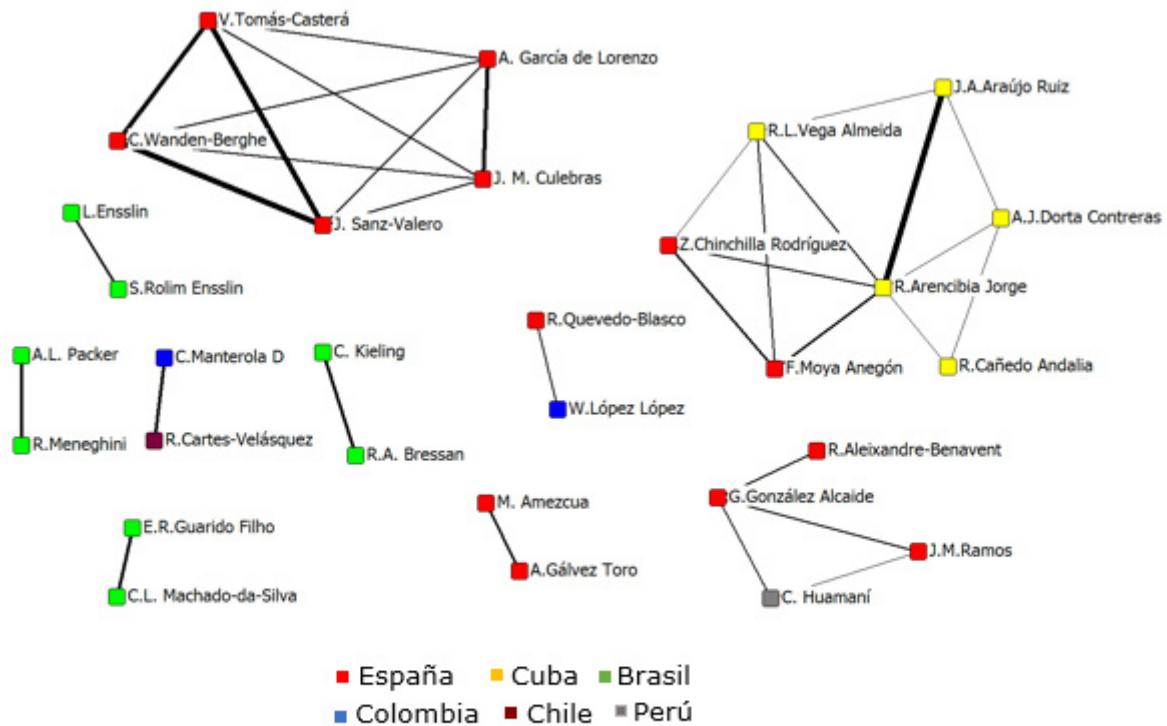 V.Tomás-Casterá
A. García de Lorenzo
J.A.Araújo Ruiz
R.L.Vega Almeida
C.Wanden-Berghe
J. M. Culebras
L.Ensslin
J. Sanz-Valero
A.J.Dorta Contreras
Z.Chinchilla Rodríguez
S.Rolim Ensslin
R.Arencibia Jorge
R.Quevedo-Blasco
A.L. Packer
C.Manterola D
C. Kieling
F.Moya Anegón
R.Cañedo Andalia
W.López López
R.Meneghini
R.Cartes-Velásquez
R.A. Bressan
R.Aleixandre-Benavent
M. Amezcua
G.González Alcaide
E.R.Guarido Filho
J.M.Ramos
A.Gálvez Toro
C.L. Machado-da-Silva
C. Huamaní
España Cuba Brasil
Colombia Chile Perú